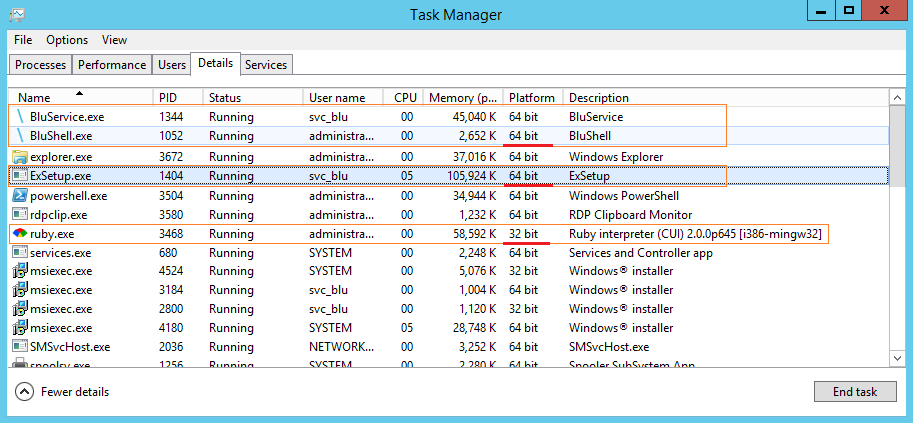 Task Manager
File Options View
Processes Performance Users Details Services
Name PID Status User name CPU Memory (p... Platform Description
BluService.exe 1344 Running svc_blu 00 45,040 K 64 bit BluService
BluShell.exe 1052 Running administra... 00 2,652 K 64 bit BluShell
explorer.exe 3672 Running administra... 00 37,016 K 64 bit Windows Explorer
ExSetup.exe 1404 Running svc_blu 05 105,924 K 64 bit ExSetup
powershell.exe 3504 Running administra... 00 34,944 K 64 bit Windows PowerShell
rdpclip.exe 3580 Running administra... 00 1,232 K 64 bit RDP Clipboard Monitor
ruby.exe 3468 Running administra... 00 58,592 K 32 bit Ruby interpreter (CUI) 2.0.0p645 [i386-mingw32]
services.exe 680 Running SYSTEM 00 2,248 K 64 bit Services and Controller app
msiexec.exe 4524 Running SYSTEM 00 5,076 K 32 bit Windows® installer
msiexec.exe 3184 Running svc_blu 00 1,004 K 64 bit Windows® installer
msiexec.exe 2800 Running svc_blu 00 1,120 K 32 bit Windows® installer
msiexec.exe 4180 Running SYSTEM 05 28,748 K 64 bit Windows® installer
SMSvcHost.exe 2036 Running NETWORK... 00 3,252 K 64 bit SMSvcHost.exe
spoolsv.exe 1256 Running SYSTEM 00 2,280 K 64 bit Spooler SubSystem App
Fewer details End task